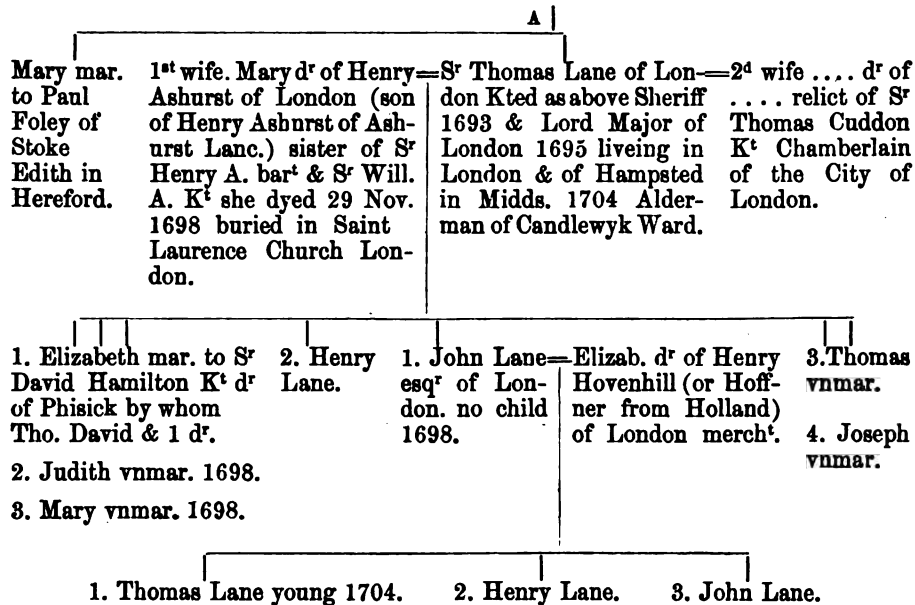 A
Mary mar.
to Paul
Foley of
Stoke
Edith in
Hereford.
1st wife. Mary dr of Henry
Ashurst of London (son
of Henry Ashnrst of Ash-
urst Lanc.) sister of Sr
Henry A. bart & Sr Will.
A. Kt she dyed 29 Nov.
1698 buried in Saint
Laurence Church Lon-
don.
=Sr Thomas Lane of Lon-
don Kted as above Sheriff
1693 & Lord Major of
London 1695 liveing in
London & of Hampsted
in Midds. 1704 Alder-
man of Candlewyk Ward.
=2d wife .... dr of
.... relict of Sr
Thomas Cuddon
Kt Chamberlain
of the City of
London.
1. Elizabeth mar. to Sr
David Hamilton Kt dr
of Phisick by whom
Tho. David & 1 dr.
2. Judith vnmar. 1698.
3. Mary vnmar. 1698.
2. Henry
Lane.
1. John Lane
esqr of Lon-
don. no child
1698.
=Elizab. dr of Henry
Hovenhill (or Hoff-
ner from Holland)
of London mercht.
3. Thomas
vnmar.
4. Joseph
vnmar.
1. Thomas Lane young 1704.
2. Henry Lane.
3. John Lane.